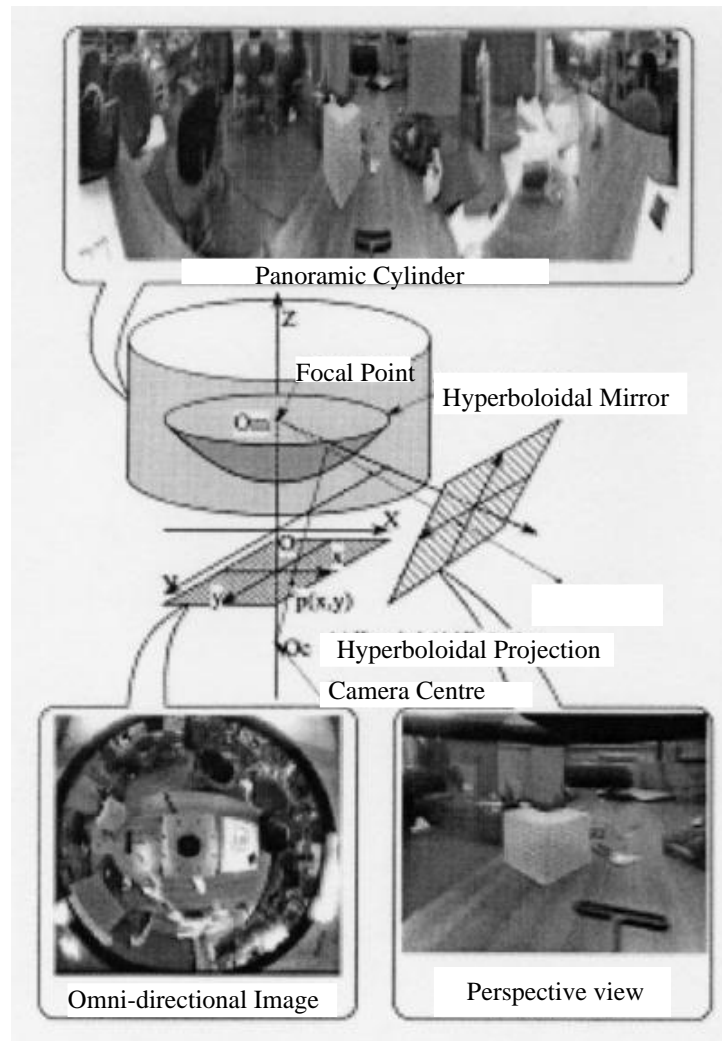 Panoramic Cylinder
Z
Focal Point
Hyperboloidal Mirror
Om
X
O
x
Y
y
p(x,y)
Oc
Hyperboloidal Projection
Camera Centre
Omni-directional Image
Perspective view